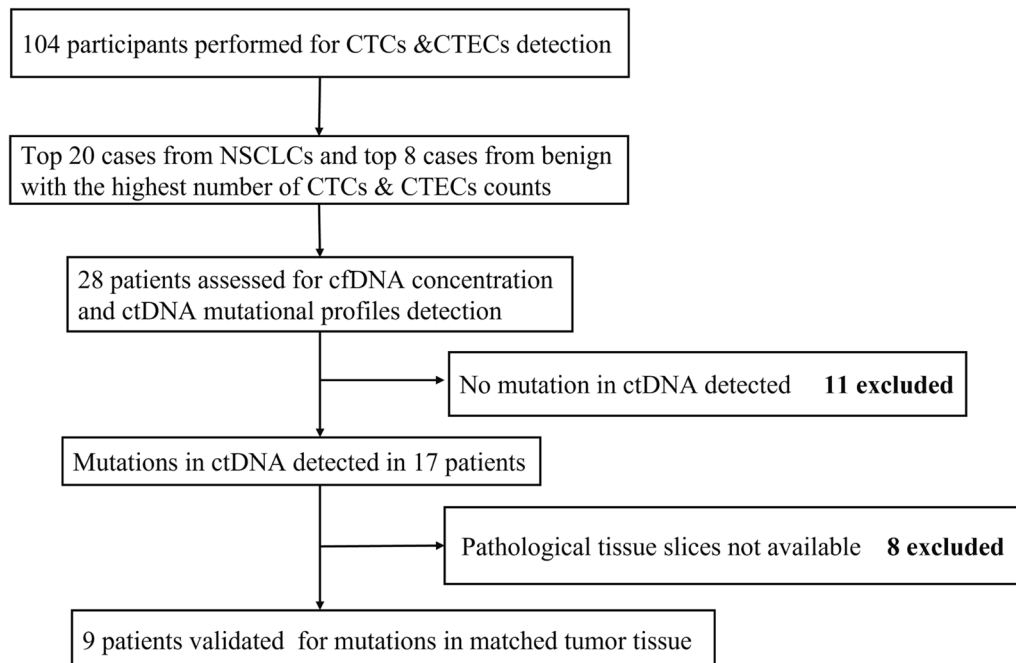 104 participants performed for CTCs &CTECs detection
Top 20 cases from NSCLCs and top 8 cases from benign
with the highest number of CTCs & CTECs counts
28 patients assessed for cfDNA concentration
and ctDNA mutational profiles detection
No mutation in ctDNA detected 11 excluded
Mutations in ctDNA detected in 17 patients
Pathological tissue slices not available 8 excluded
9 patients validated for mutations in matched tumor tissue